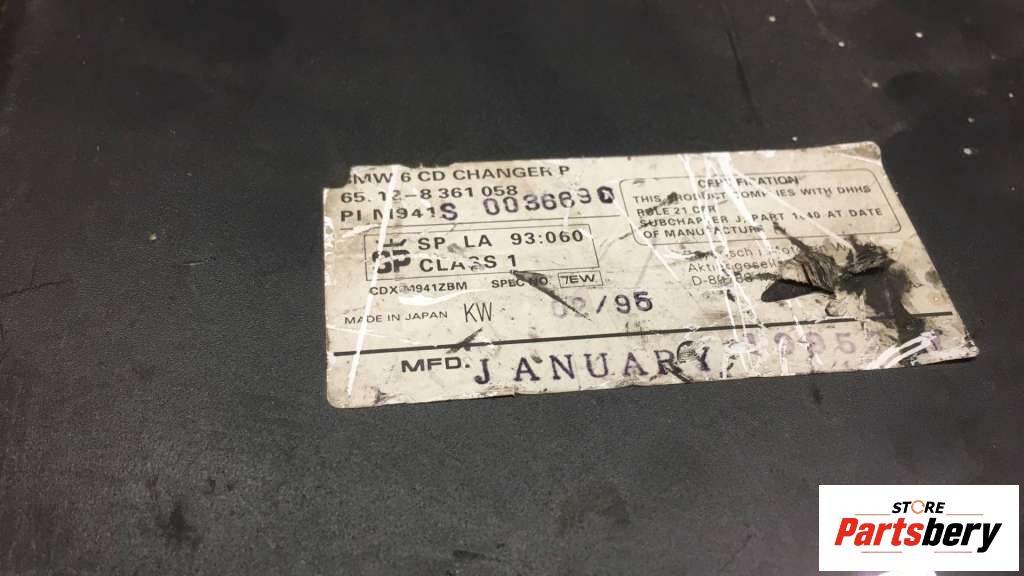 MW 6 CD CHANGER P
65.12-8 361 058
PI M941S 003669
SP LA 93:060
CLASS 1
CDX-M941ZBM SPEC NO. 7EW
MADE IN JAPAN KW 02/95
MFD. JANUARY 1995
CERTIFICATION
THIS PRODUCT COMPLIES WITH DHHS
RULE 21 CFR
SUBCHAPTER J, PART 1040 AT DATE
OF MANUFACTURE
STORE
Partsbery